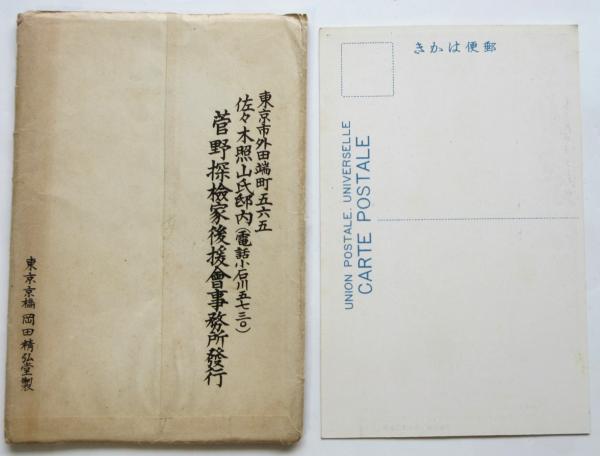 東京市外田端町五六五
佐々木照山氏邸內(電話小石川五七三〇)
菅野探檢家後援會事務所發行
東京京橋 岡田精弘堂製
郵便はかき
UNION POSTALE UNIVERSELLE
CARTE POSTALE